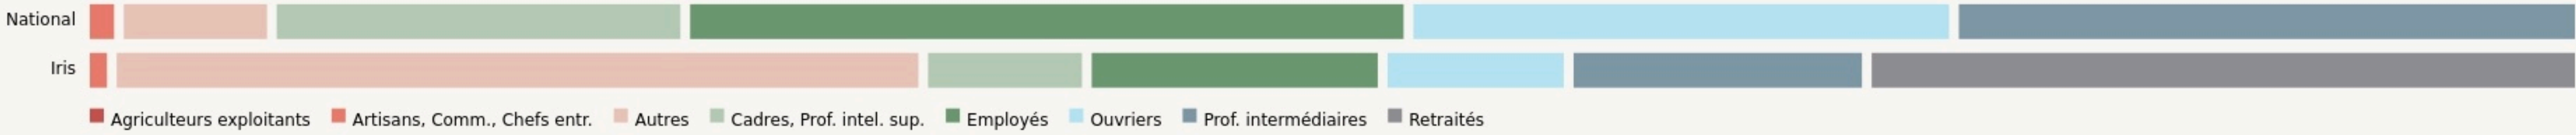 National
Iris
Agriculteurs exploitants Artisans, Comm., Chefs entr. Autres Cadres, Prof. intel. sup. Employés Ouvriers Prof. intermédiaires Retraités